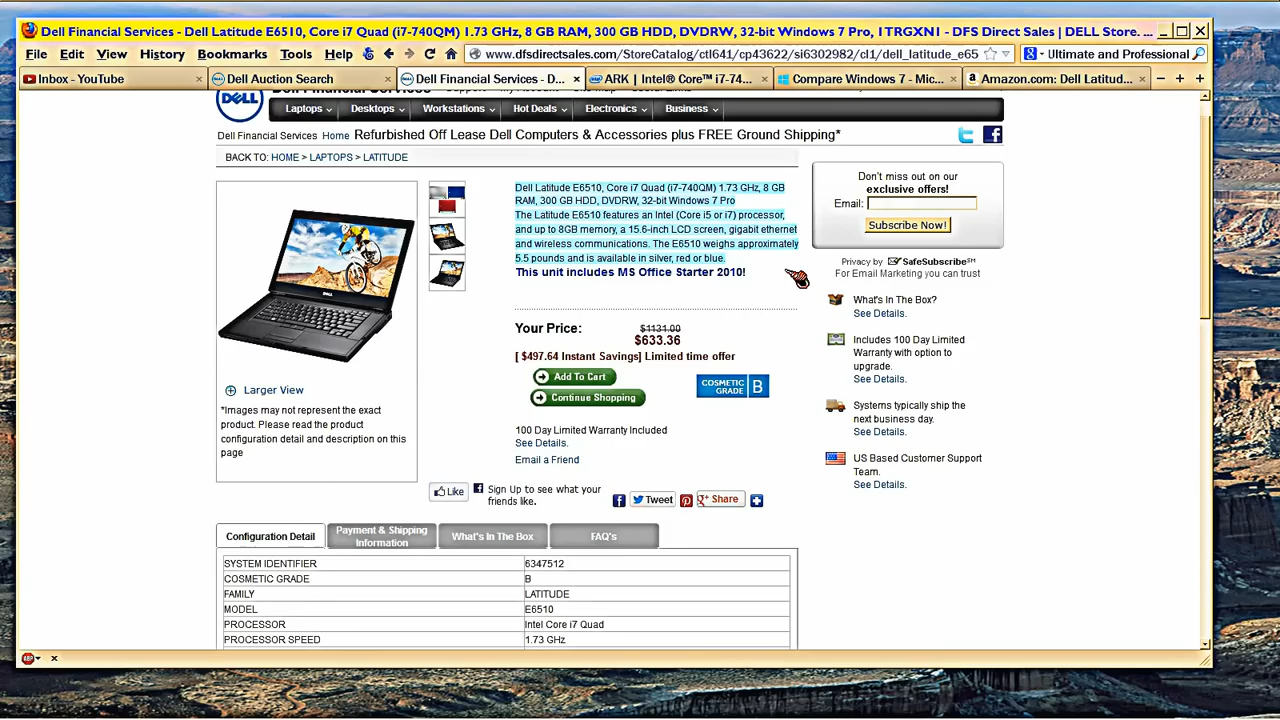 Dell Financial Services - Dell Latitude E6510, Core i7 Quad (i7-740QM) 1.73 GHz, 8 GB RAM, 300 GB HDD, DVDRW, 32-bit Windows 7 Pro, 1TRGXN1 - DFS Direct Sales | DELL Store. ...
File Edit View History Bookmarks Tools Help
www.dfsdirectsales.com/StoreCatalog/ctl641/cp43622/si6302982/cl1/dell_latitude_e65
Ultimate and Professional
Inbox - YouTube
Dell Auction Search
Dell Financial Services - D...
ARK | Intel® Core™ i7-74...
Compare Windows 7 - Mic...
Amazon.com: Dell Latitud...
DELL
Laptops Desktops Workstations Hot Deals Electronics Business
Dell Financial Services Home Refurbished Off Lease Dell Computers & Accessories plus FREE Ground Shipping*
BACK TO: HOME > LAPTOPS > LATITUDE
Dell Latitude E6510, Core i7 Quad (i7-740QM) 1.73 GHz, 8 GB
RAM, 300 GB HDD, DVDRW, 32-bit Windows 7 Pro
The Latitude E6510 features an Intel (Core i5 or i7) processor,
and up to 8GB memory, a 15.6-inch LCD screen, gigabit ethernet
and wireless communications. The E6510 weighs approximately
5.5 pounds and is available in silver, red or blue.
This unit includes MS Office Starter 2010!
Your Price: $1131.00
$633.36
[ $497.64 Instant Savings] Limited time offer
Add To Cart
Continue Shopping
COSMETIC
GRADE B
100 Day Limited Warranty Included
See Details.
Email a Friend
Larger View
*Images may not represent the exact
product. Please read the product
configuration detail and description on this
page
Like
Sign Up to see what your
friends like.
Tweet
Share
Don't miss out on our
exclusive offers!
Email:
Subscribe Now!
Privacy by SafeSubscribe℠
For Email Marketing you can trust
What's In The Box?
See Details.
Includes 100 Day Limited
Warranty with option to
upgrade.
See Details.
Systems typically ship the
next business day.
See Details.
US Based Customer Support
Team.
See Details.
Configuration Detail
Payment & Shipping
Information
What's In The Box
FAQ's
SYSTEM IDENTIFIER 6347512
COSMETIC GRADE B
FAMILY LATITUDE
MODEL E6510
PROCESSOR Intel Core i7 Quad
PROCESSOR SPEED 1.73 GHz
ABP